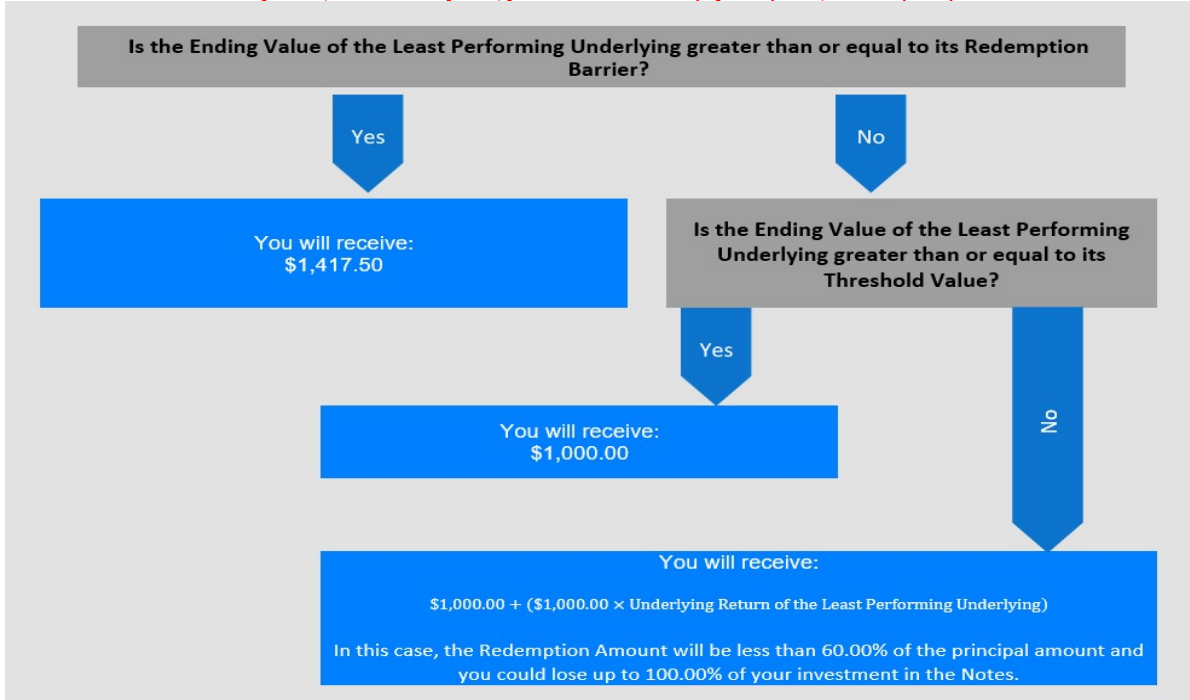 Is the Ending Value of the Least Performing Underlying greater than or equal to its Redemption
Barrier?
Yes
No
You will receive:
$1,417.50
Is the Ending Value of the Least Performing
Underlying greater than or equal to its
Threshold Value?
Yes
No
You will receive:
$1,000.00
You will receive:
$1,000.00 + ($1,000.00 × Underlying Return of the Least Performing Underlying)
In this case, the Redemption Amount will be less than 60.00% of the principal amount and
you could lose up to 100.00% of your investment in the Notes.